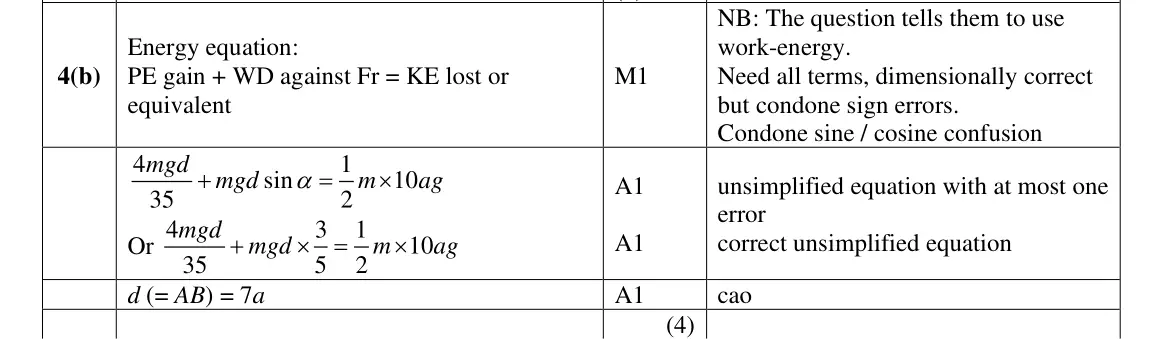 4(b)
Energy equation:
PE gain + WD against Fr = KE lost or
equivalent
M1
NB: The question tells them to use
work-energy.
Need all terms, dimensionally correct
but condone sign errors.
Condone sine / cosine confusion
4mgd/35 + mgd sin α = 1/2 m × 10ag
A1
unsimplified equation with at most one
error
Or 4mgd/35 + mgd × 3/5 = 1/2 m × 10ag
A1
correct unsimplified equation
d (= AB) = 7a
A1
cao
(4)